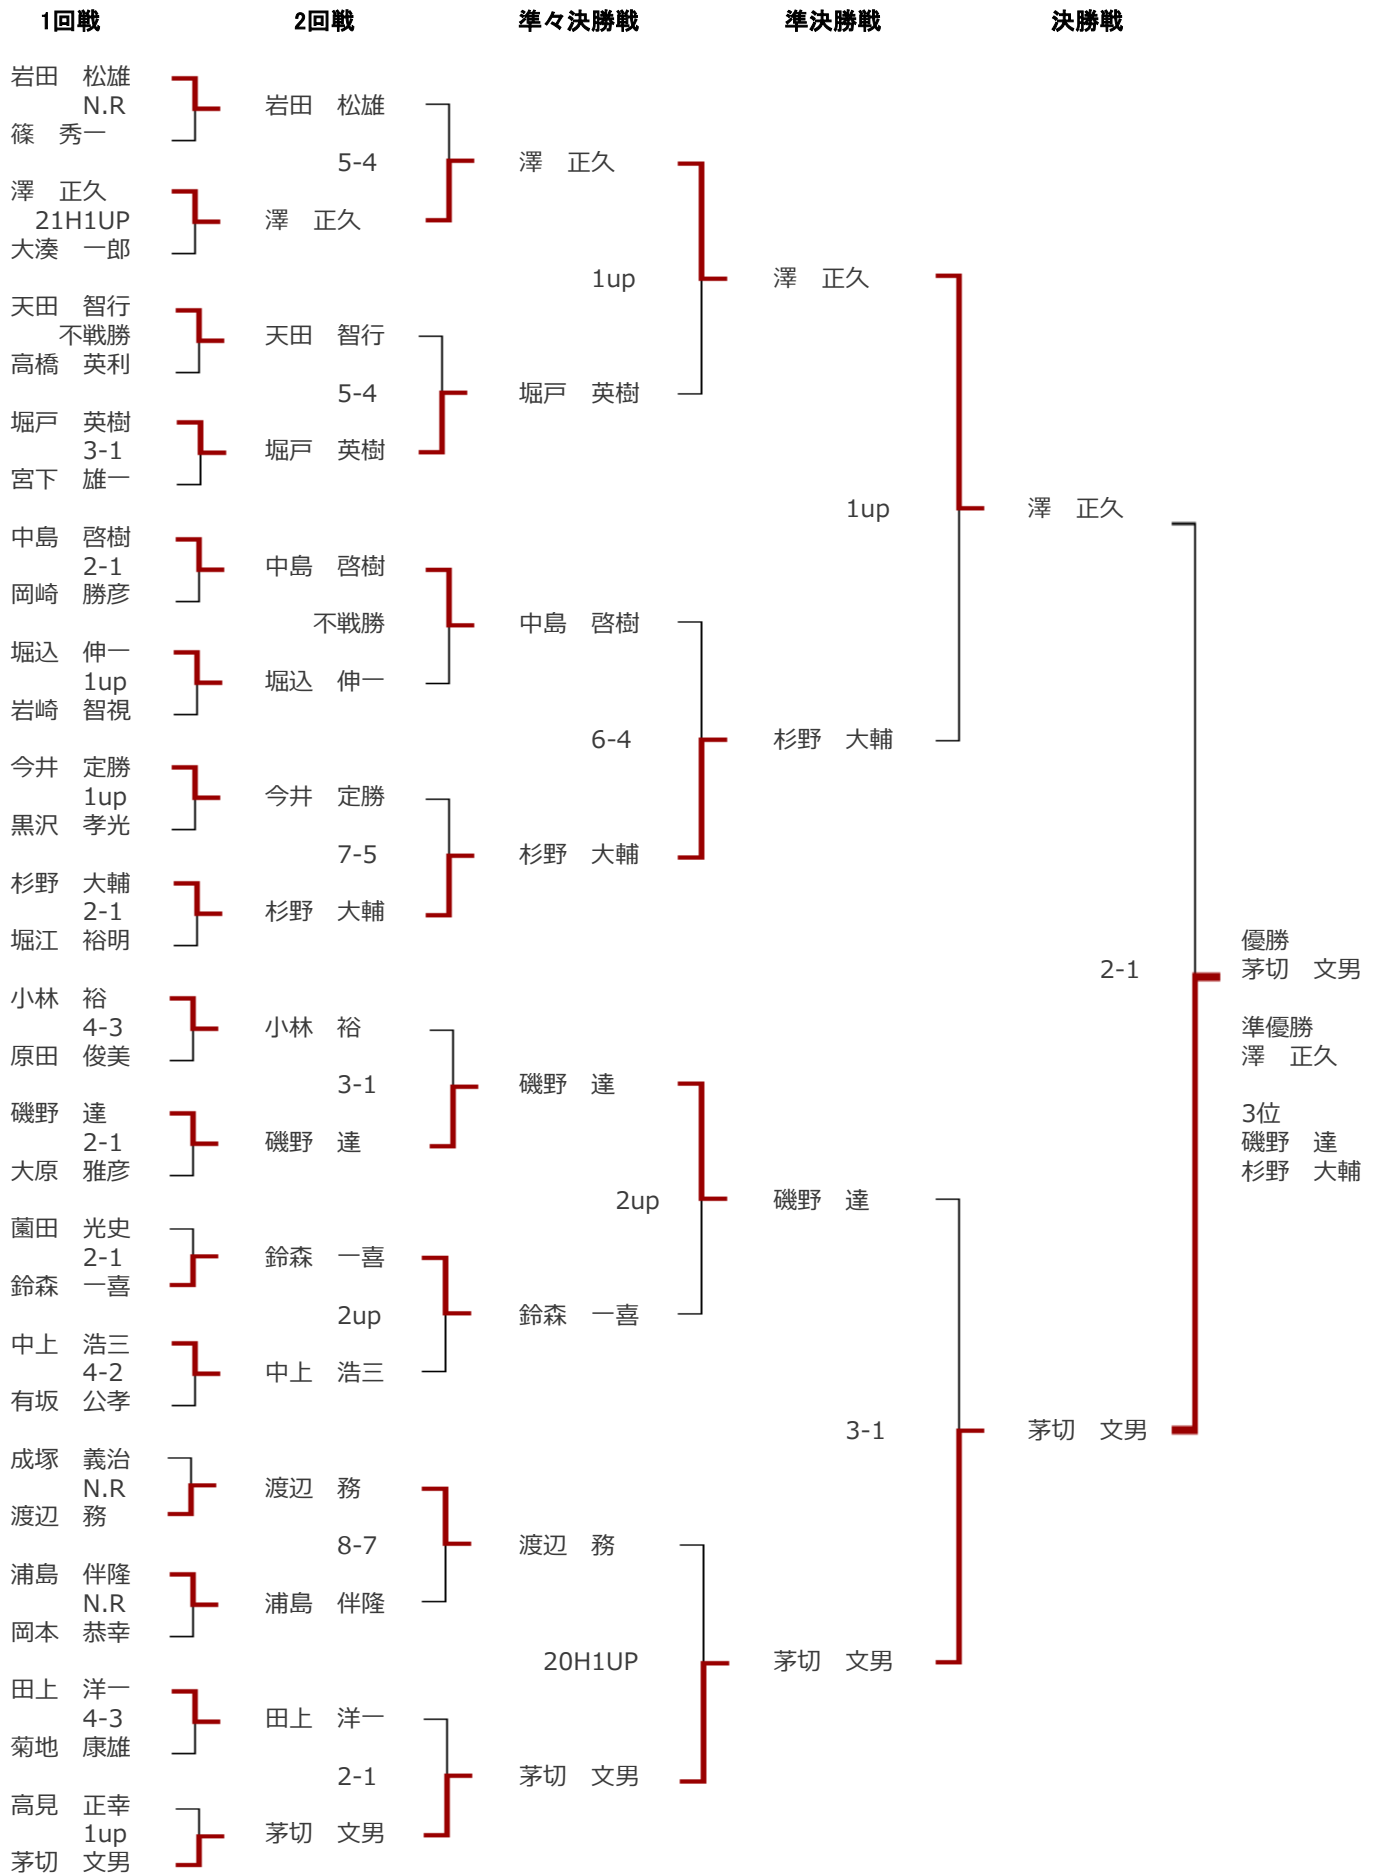 1回戦
2回戦
準々決勝戦
準決勝戦
決勝戦
岩田　松雄
N.R
篠　秀一
澤　正久
21H1UP
大湊　一郎
天田　智行
不戦勝
高橋　英利
堀戸　英樹
3-1
宮下　雄一
中島　啓樹
2-1
岡崎　勝彦
堀込　伸一
1up
岩崎　智視
今井　定勝
1up
黒沢　孝光
杉野　大輔
2-1
堀江　裕明
小林　裕
4-3
原田　俊美
磯野　達
2-1
大原　雅彦
薗田　光史
2-1
鈴森　一喜
中上　浩三
4-2
有坂　公孝
成塚　義治
N.R
渡辺　務
浦島　伴隆
N.R
岡本　恭幸
田上　洋一
4-3
菊地　康雄
高見　正幸
1up
茅切　文男
岩田　松雄
5-4
澤　正久
天田　智行
5-4
堀戸　英樹
中島　啓樹
不戦勝
堀込　伸一
今井　定勝
7-5
杉野　大輔
小林　裕
3-1
磯野　達
鈴森　一喜
2up
中上　浩三
渡辺　務
8-7
浦島　伴隆
田上　洋一
2-1
茅切　文男
澤　正久
1up
堀戸　英樹
中島　啓樹
6-4
杉野　大輔
磯野　達
2up
鈴森　一喜
渡辺　務
20H1UP
茅切　文男
澤　正久
1up
杉野　大輔
磯野　達
3-1
茅切　文男
澤　正久
2-1
茅切　文男
優勝
茅切　文男
準優勝
澤　正久
3位
磯野　達
杉野　大輔